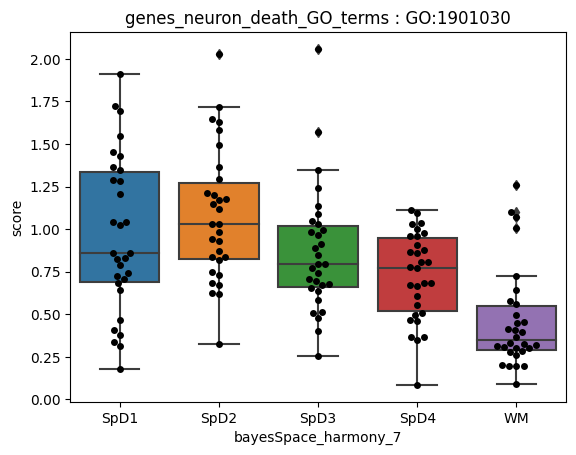 genes_neuron_death_GO_terms : GO:1901030
2.00
1.75
1.50
1.25
1.00
0.75
0.50
0.25
0.00
score
SpD1 SpD2 SpD3 SpD4 WM
bayesSpace_harmony_7